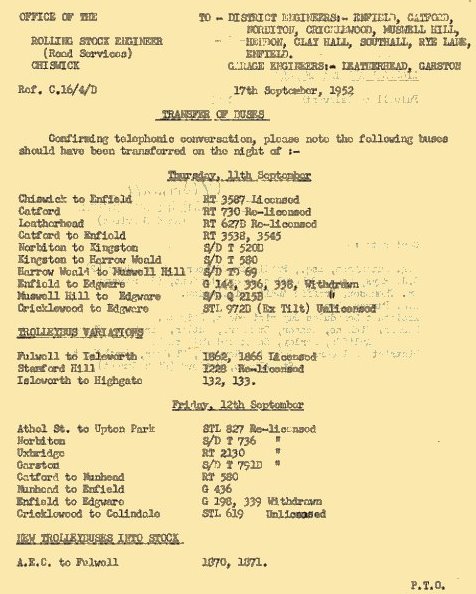 OFFICE OF THE TO - DISTRICT ENGINEERS:- ENFIELD, CATFORD,
NORBITON, CRICKLEWOOD, MUSWELL HILL,
ROLLING STOCK ENGINEER HENDON, CLAY HALL, SOUTHALL, RYE LANE,
(Road Services) ENFIELD.
CHISWICK GARAGE ENGINEERS:- LEATHERHEAD, GARSTON
Ref. C.16/4/D 17th September, 1952
TRANSFER OF BUSES
Confirming telephonic conversation, please note the following buses
should have been transferred on the night of :-
Thursday, 11th September
Chiswick to Enfield RT 3587 Licensed
Catford RT 730 Re-licensed
Leatherhead RT 627D Re-licensed
Catford to Enfield RT 3538, 3545
Norbiton to Kingston S/D T 520D
Kingston to Harrow Weald S/D T 580
Harrow Weald to Muswell Hill S/D TD 69
Enfield to Edgware G 144, 336, 338, Withdrawn
Muswell Hill to Edgware S/D Q 215B "
Cricklewood to Edgware STL 972D (Ex Tilt) Unlicensed
TROLLEYBUS VARIATIONS
Fulwell to Isleworth 1862, 1866 Licensed
Stamford Hill 1228 Re-licensed
Isleworth to Highgate 132, 133.
Friday, 12th September
Athol St. to Upton Park STL 827 Re-licensed
Norbiton S/D T 736 "
Uxbridge RT 2130 "
Garston S/D T 791D "
Catford to Nunhead RT 580
Nunhead to Enfield G 436
Enfield to Edgware G 198, 339 Withdrawn
Cricklewood to Colindale STL 619 Unlicensed
NEW TROLLEYBUSES INTO STOCK
A.E.C. to Fulwell 1870, 1871.
P.T.O.